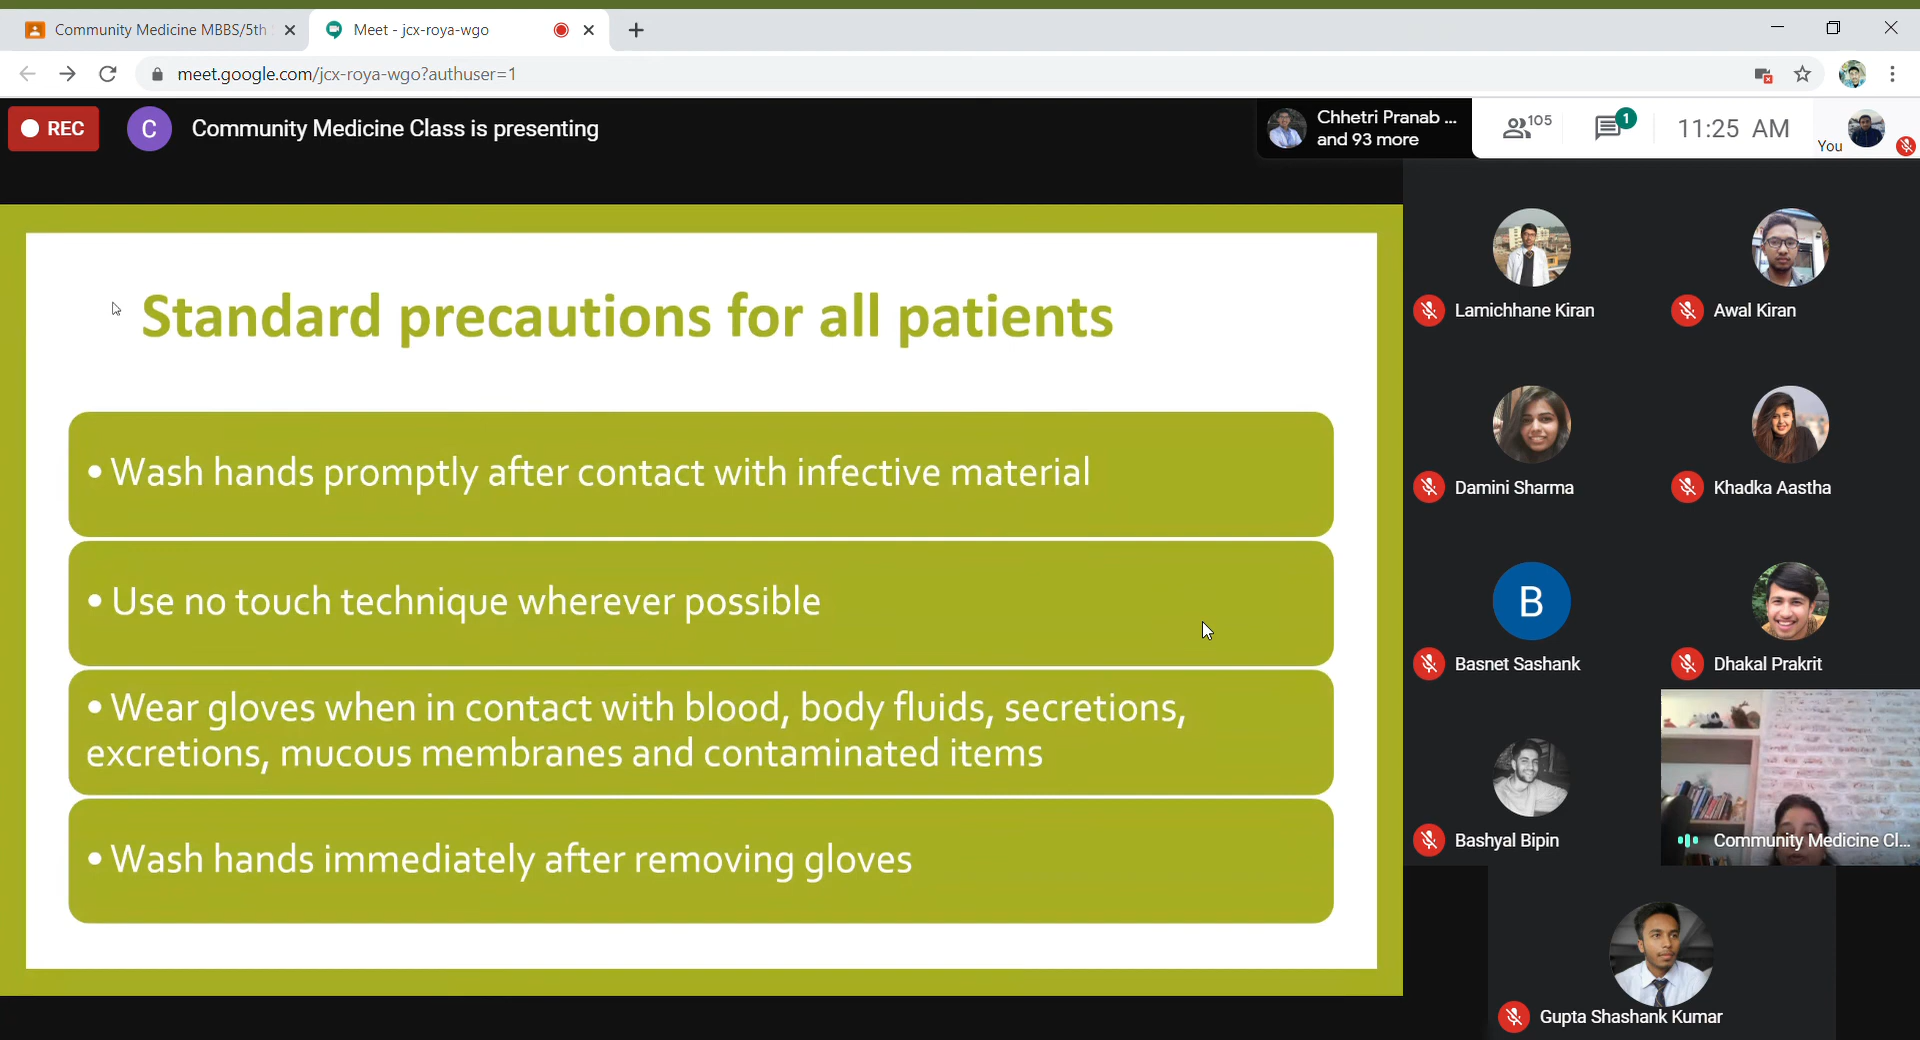 Community Medicine MBBS/5th
Meet - jcx-roya-wgo
meet.google.com/jcx-roya-wgo?authuser=1
REC
C
Community Medicine Class is presenting
Chhetri Pranab ...
and 93 more
105
1
11:25 AM
You
Standard precautions for all patients
• Wash hands promptly after contact with infective material
• Use no touch technique wherever possible
• Wear gloves when in contact with blood, body fluids, secretions,
excretions, mucous membranes and contaminated items
• Wash hands immediately after removing gloves
Lamichhane Kiran
Awal Kiran
Damini Sharma
Khadka Aastha
B
Basnet Sashank
Dhakal Prakrit
Bashyal Bipin
Community Medicine Cl...
Gupta Shashank Kumar